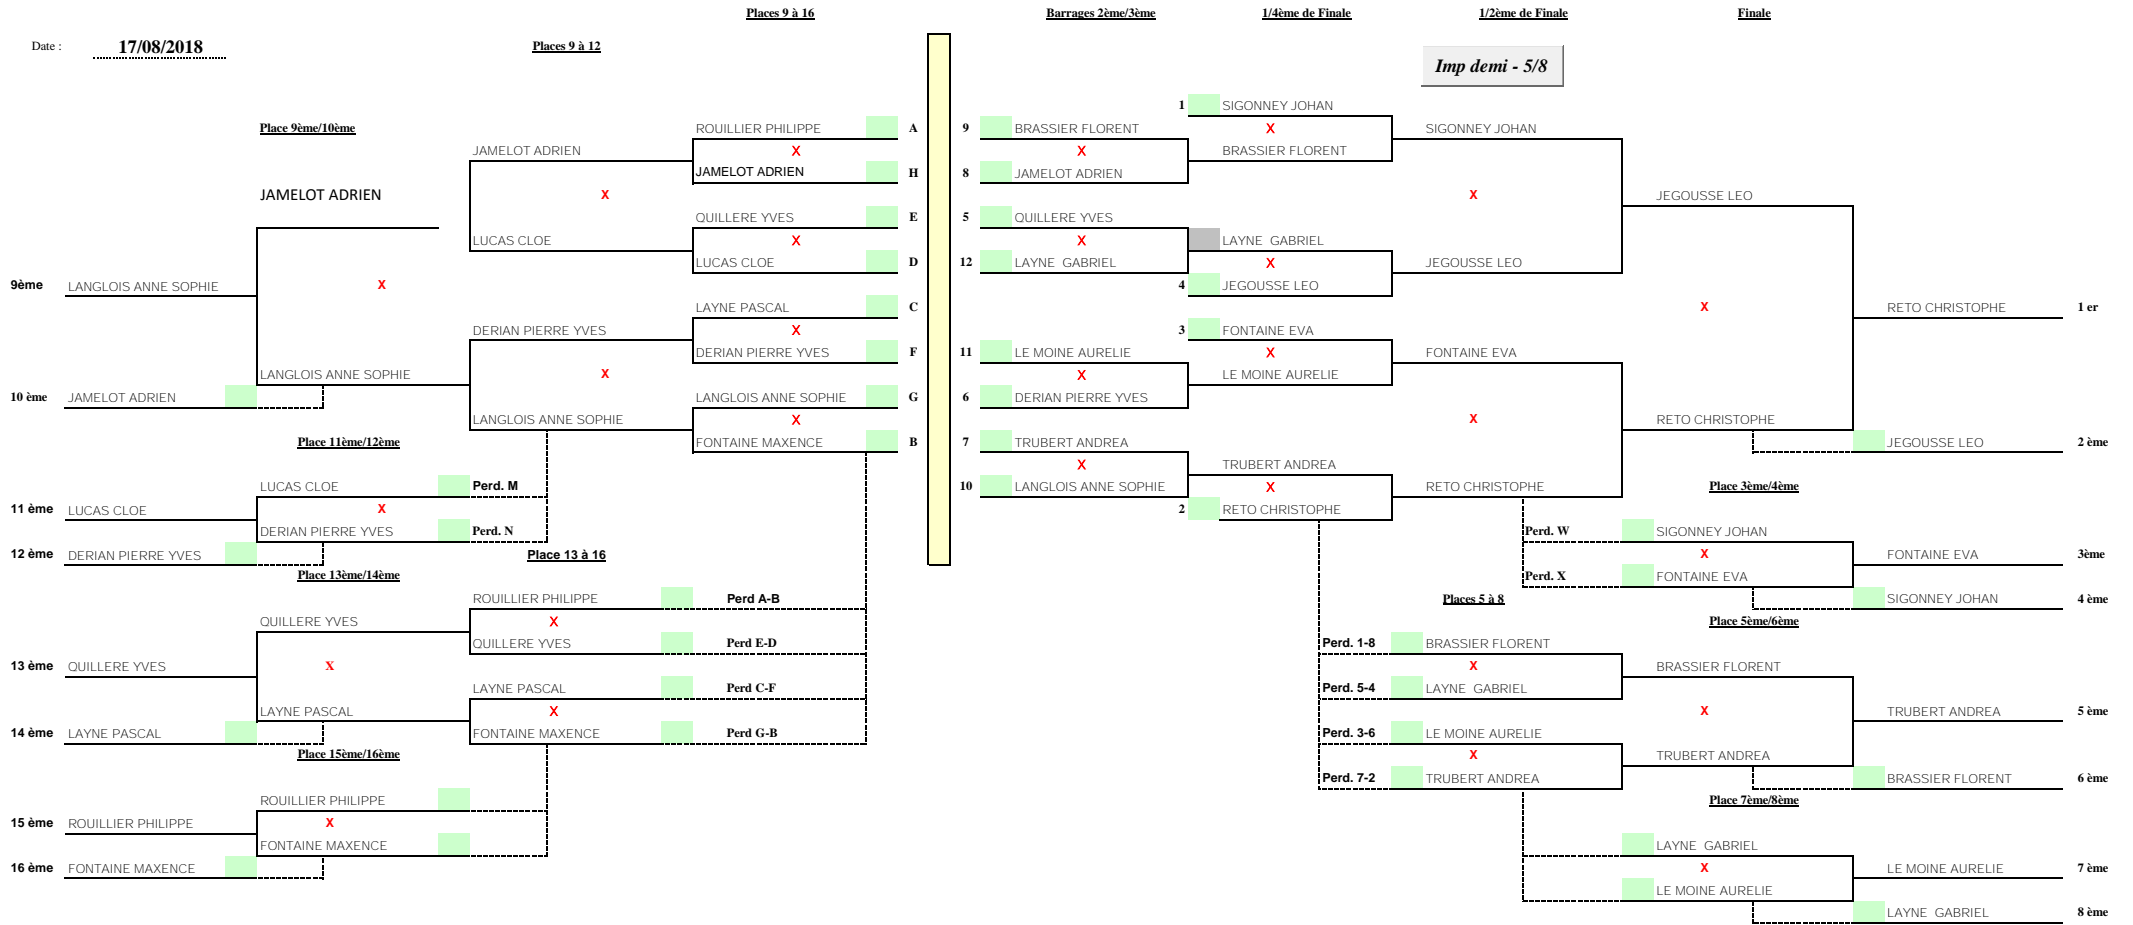 Places 9 à 16
Barrages 2ème/3ème
1/4ème de Finale
1/2ème de Finale
Finale
Date :
17/08/2018
Places 9 à 12
Imp demi - 5/8
Place 9ème/10ème
JAMELOT ADRIEN
9ème
LANGLOIS ANNE SOPHIE
X
LANGLOIS ANNE SOPHIE
10 ème
JAMELOT ADRIEN
Place 11ème/12ème
LUCAS CLOE
Perd. M
11 ème
LUCAS CLOE
X
DERIAN PIERRE YVES
Perd. N
12 ème
DERIAN PIERRE YVES
Place 13ème/14ème
QUILLERE YVES
13 ème
QUILLERE YVES
X
LAYNE PASCAL
14 ème
LAYNE PASCAL
Place 15ème/16ème
ROUILLIER PHILIPPE
15 ème
ROUILLIER PHILIPPE
X
FONTAINE MAXENCE
16 ème
FONTAINE MAXENCE
JAMELOT ADRIEN
X
LUCAS CLOE
DERIAN PIERRE YVES
X
LANGLOIS ANNE SOPHIE
Place 13 à 16
ROUILLIER PHILIPPE
Perd A-B
X
QUILLERE YVES
Perd E-D
LAYNE PASCAL
Perd C-F
X
FONTAINE MAXENCE
Perd G-B
ROUILLIER PHILIPPE
A
X
JAMELOT ADRIEN
H
QUILLERE YVES
E
X
LUCAS CLOE
D
LAYNE PASCAL
C
X
DERIAN PIERRE YVES
F
LANGLOIS ANNE SOPHIE
G
X
FONTAINE MAXENCE
B
9
BRASSIER FLORENT
X
8
JAMELOT ADRIEN
5
QUILLERE YVES
X
12
LAYNE GABRIEL
11
LE MOINE AURELIE
X
6
DERIAN PIERRE YVES
7
TRUBERT ANDREA
X
10
LANGLOIS ANNE SOPHIE
1
SIGONNEY JOHAN
X
BRASSIER FLORENT
LAYNE GABRIEL
X
4
JEGOUSSE LEO
3
FONTAINE EVA
X
LE MOINE AURELIE
TRUBERT ANDREA
X
2
RETO CHRISTOPHE
SIGONNEY JOHAN
X
JEGOUSSE LEO
FONTAINE EVA
X
RETO CHRISTOPHE
JEGOUSSE LEO
X
RETO CHRISTOPHE
RETO CHRISTOPHE
1 er
JEGOUSSE LEO
2 ème
Place 3ème/4ème
Perd. W
SIGONNEY JOHAN
X
FONTAINE EVA
3ème
Perd. X
FONTAINE EVA
SIGONNEY JOHAN
4 ème
Places 5 à 8
Place 5ème/6ème
Perd. 1-8
BRASSIER FLORENT
X
Perd. 5-4
LAYNE GABRIEL
Perd. 3-6
LE MOINE AURELIE
X
Perd. 7-2
TRUBERT ANDREA
BRASSIER FLORENT
X
TRUBERT ANDREA
TRUBERT ANDREA
5 ème
BRASSIER FLORENT
6 ème
Place 7ème/8ème
LAYNE GABRIEL
X
LE MOINE AURELIE
LE MOINE AURELIE
7 ème
LAYNE GABRIEL
8 ème